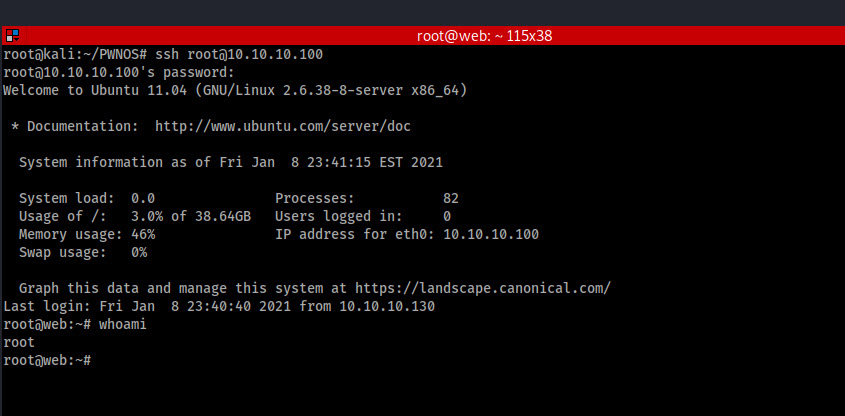 root@web: ~ 115x38
root@kali:~/PWNOS# ssh root@10.10.10.100
root@10.10.10.100's password:
Welcome to Ubuntu 11.04 (GNU/Linux 2.6.38-8-server x86_64)
* Documentation:  http://www.ubuntu.com/server/doc
System information as of Fri Jan  8 23:41:15 EST 2021
System load:  0.0               Processes:           82
Usage of /:   3.0% of 38.64GB   Users logged in:     0
Memory usage: 46%               IP address for eth0: 10.10.10.100
Swap usage:   0%
Graph this data and manage this system at https://landscape.canonical.com/
Last login: Fri Jan  8 23:40:40 2021 from 10.10.10.130
root@web:~# whoami
root
root@web:~#